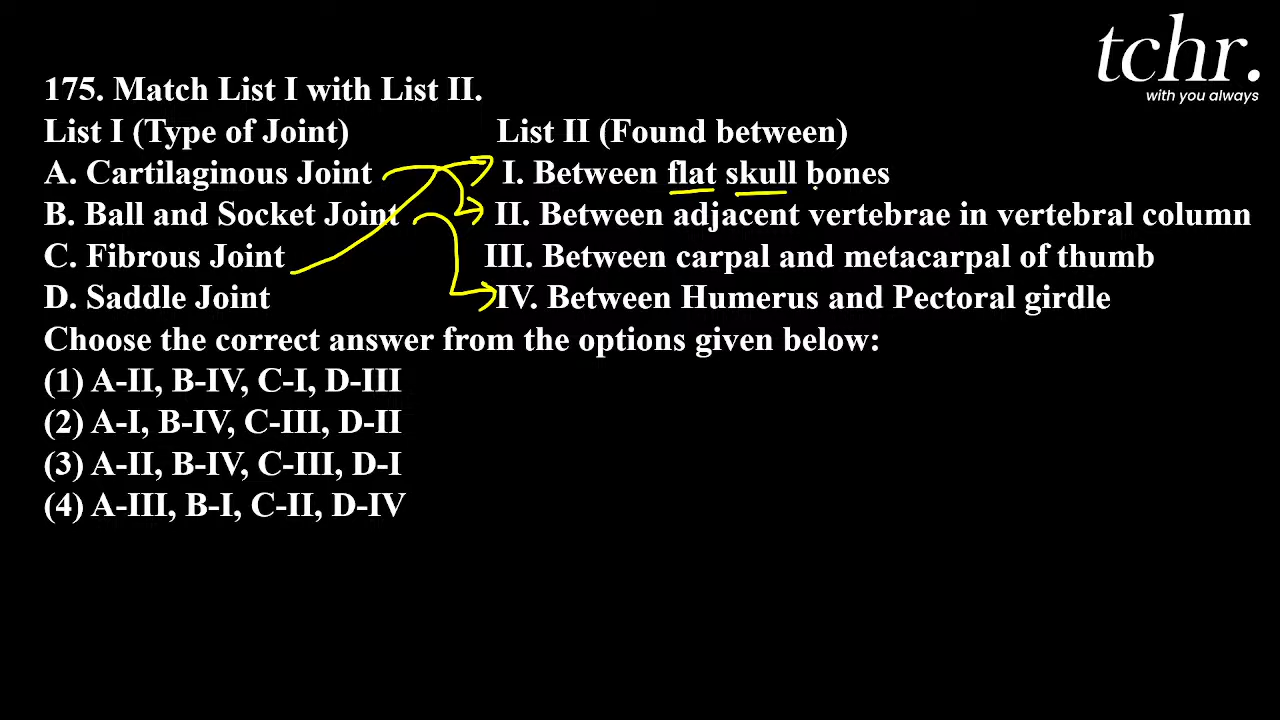 tchr.
with you always
175. Match List I with List II.
List I (Type of Joint) List II (Found between)
A. Cartilaginous Joint I. Between flat skull bones
B. Ball and Socket Joint II. Between adjacent vertebrae in vertebral column
C. Fibrous Joint III. Between carpal and metacarpal of thumb
D. Saddle Joint IV. Between Humerus and Pectoral girdle
Choose the correct answer from the options given below:
(1) A-II, B-IV, C-I, D-III
(2) A-I, B-IV, C-III, D-II
(3) A-II, B-IV, C-III, D-I
(4) A-III, B-I, C-II, D-IV